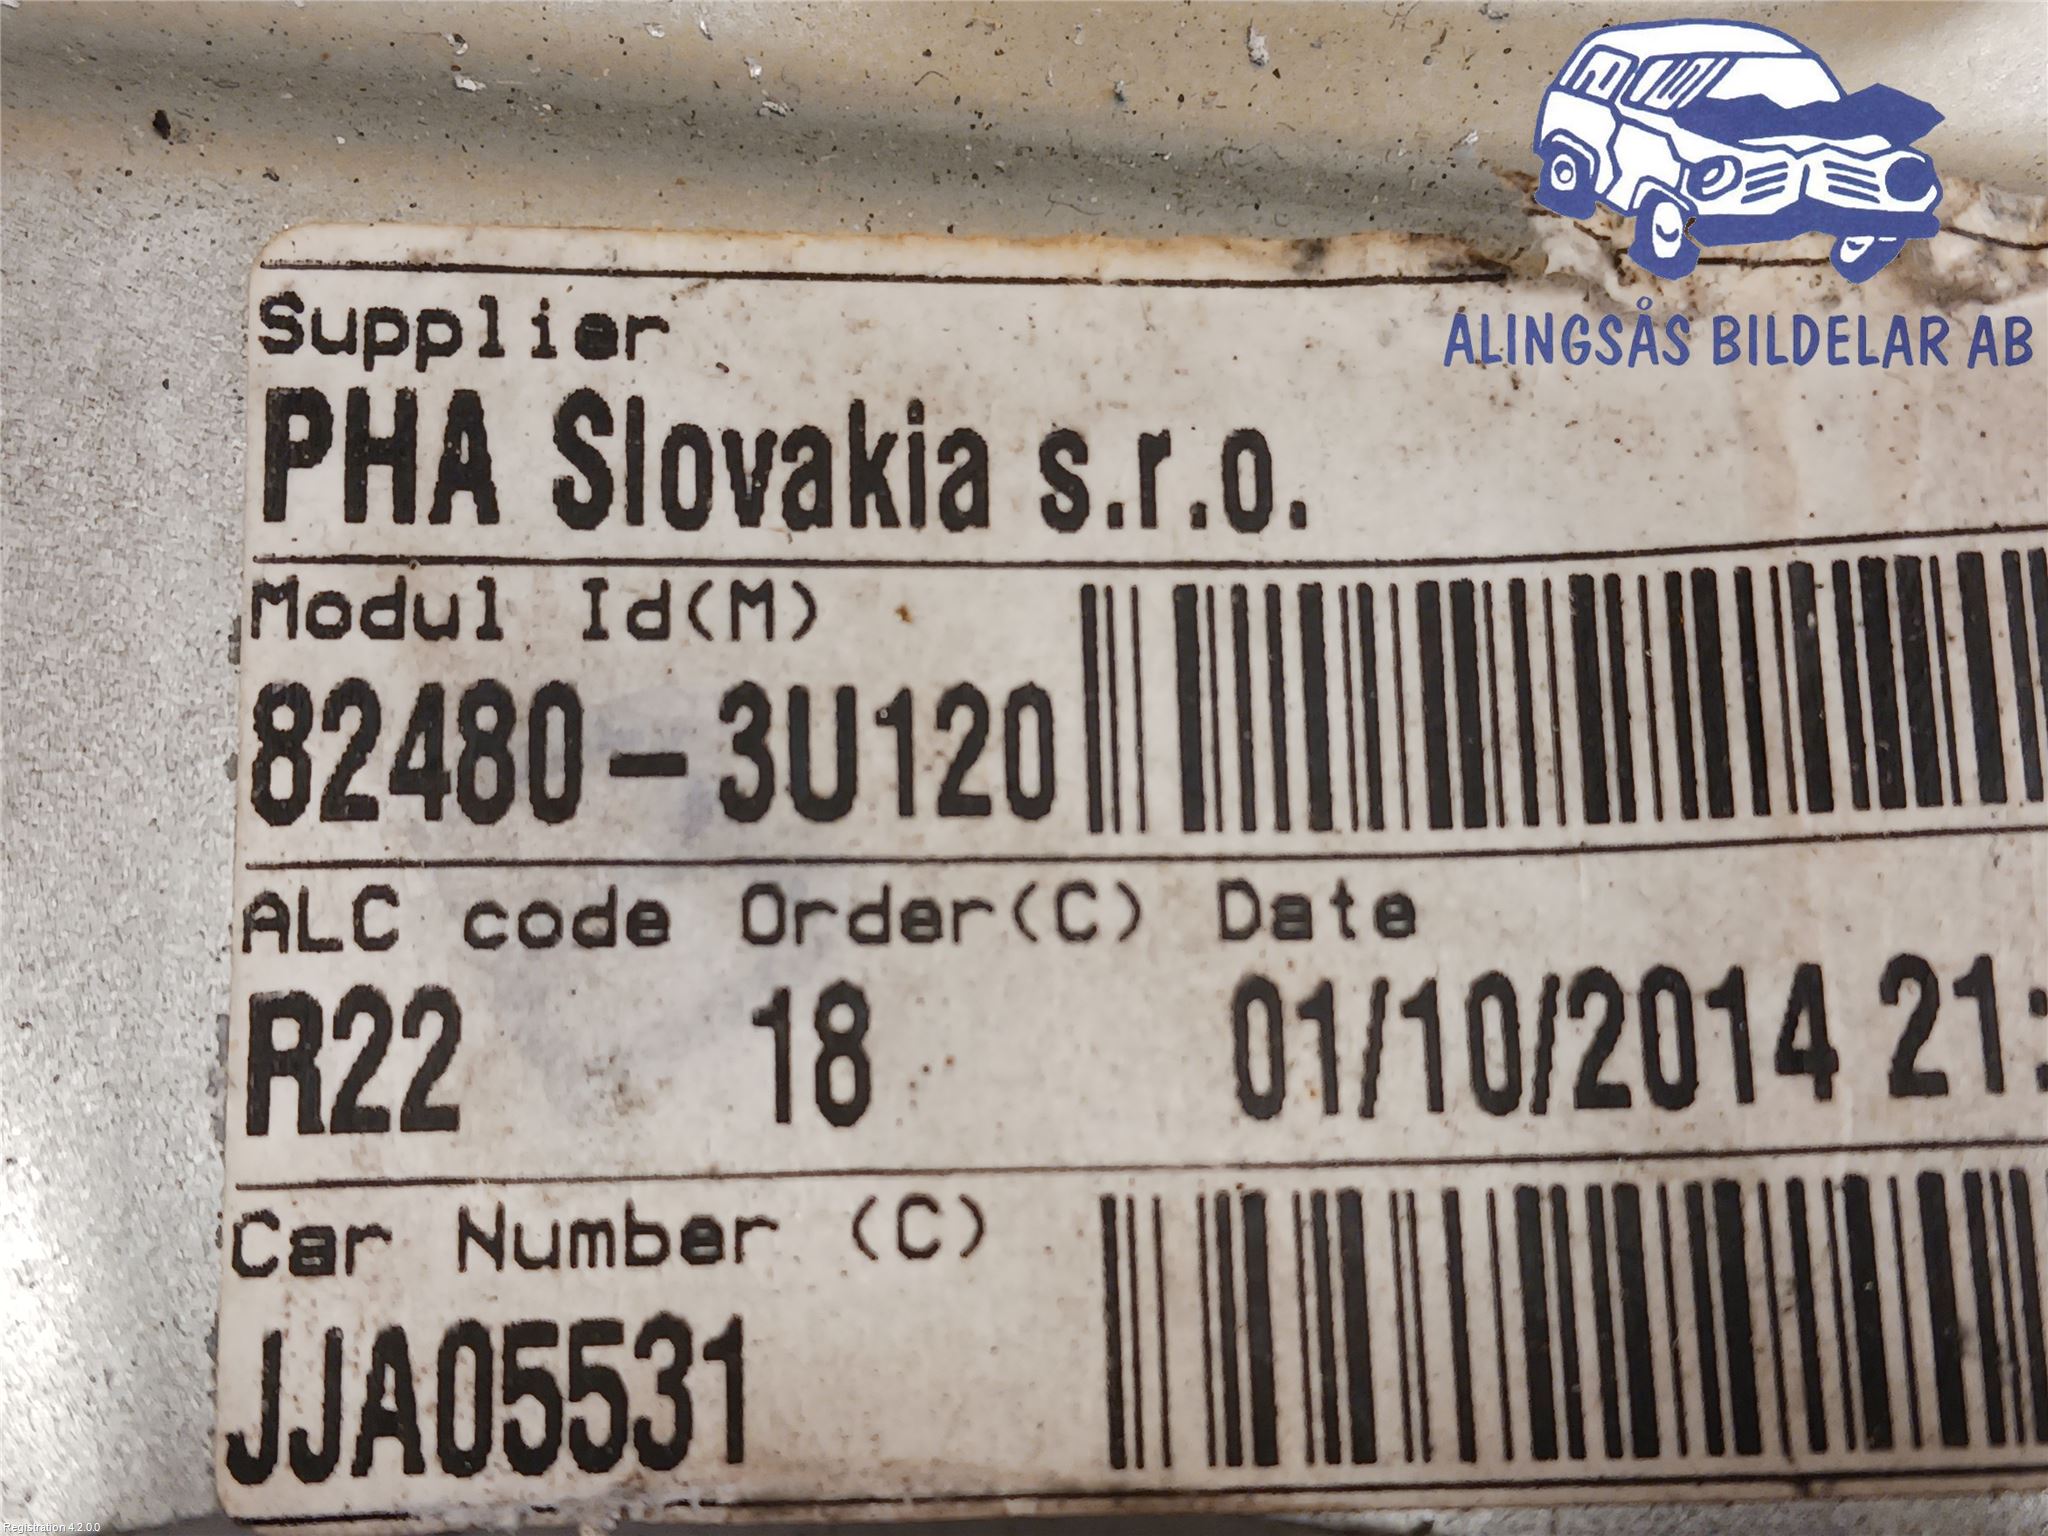 ALINGSÅS BILDELAR AB
Supplier
PHA Slovakia s.r.o.
Modul Id(M)
82480-3U120
ALC code Order(C) Date
R22 18 01/10/2014 21:
Car Number (C)
JJA05531
Registration 4.2.0.0